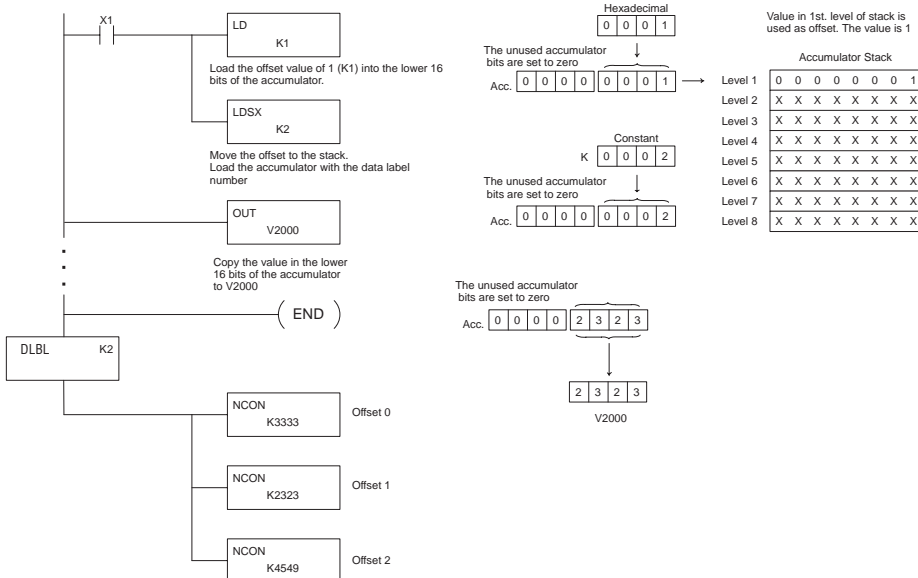 X1
LD
K1
Load the offset value of 1 (K1) into the lower 16
bits of the accumulator.
LDSX
K2
Move the offset to the stack.
Load the accumulator with the data label
number
OUT
V2000
Copy the value in the lower
16 bits of the accumulator
to V2000
END
DLBL K2
NCON
K3333
Offset 0
NCON
K2323
Offset 1
NCON
K4549
Offset 2
Hexadecimal
0 0 0 1
The unused accumulator
bits are set to zero
Acc. 0 0 0 0 0 0 0 1
Constant
K 0 0 0 2
The unused accumulator
bits are set to zero
Acc. 0 0 0 0 0 0 0 2
The unused accumulator
bits are set to zero
Acc. 0 0 0 0 2 3 2 3
2 3 2 3
V2000
Value in 1st. level of stack is
used as offset. The value is 1
Accumulator Stack
Level 1 0 0 0 0 0 0 0 1
Level 2 X X X X X X X X
Level 3 X X X X X X X X
Level 4 X X X X X X X X
Level 5 X X X X X X X X
Level 6 X X X X X X X X
Level 7 X X X X X X X X
Level 8 X X X X X X X X